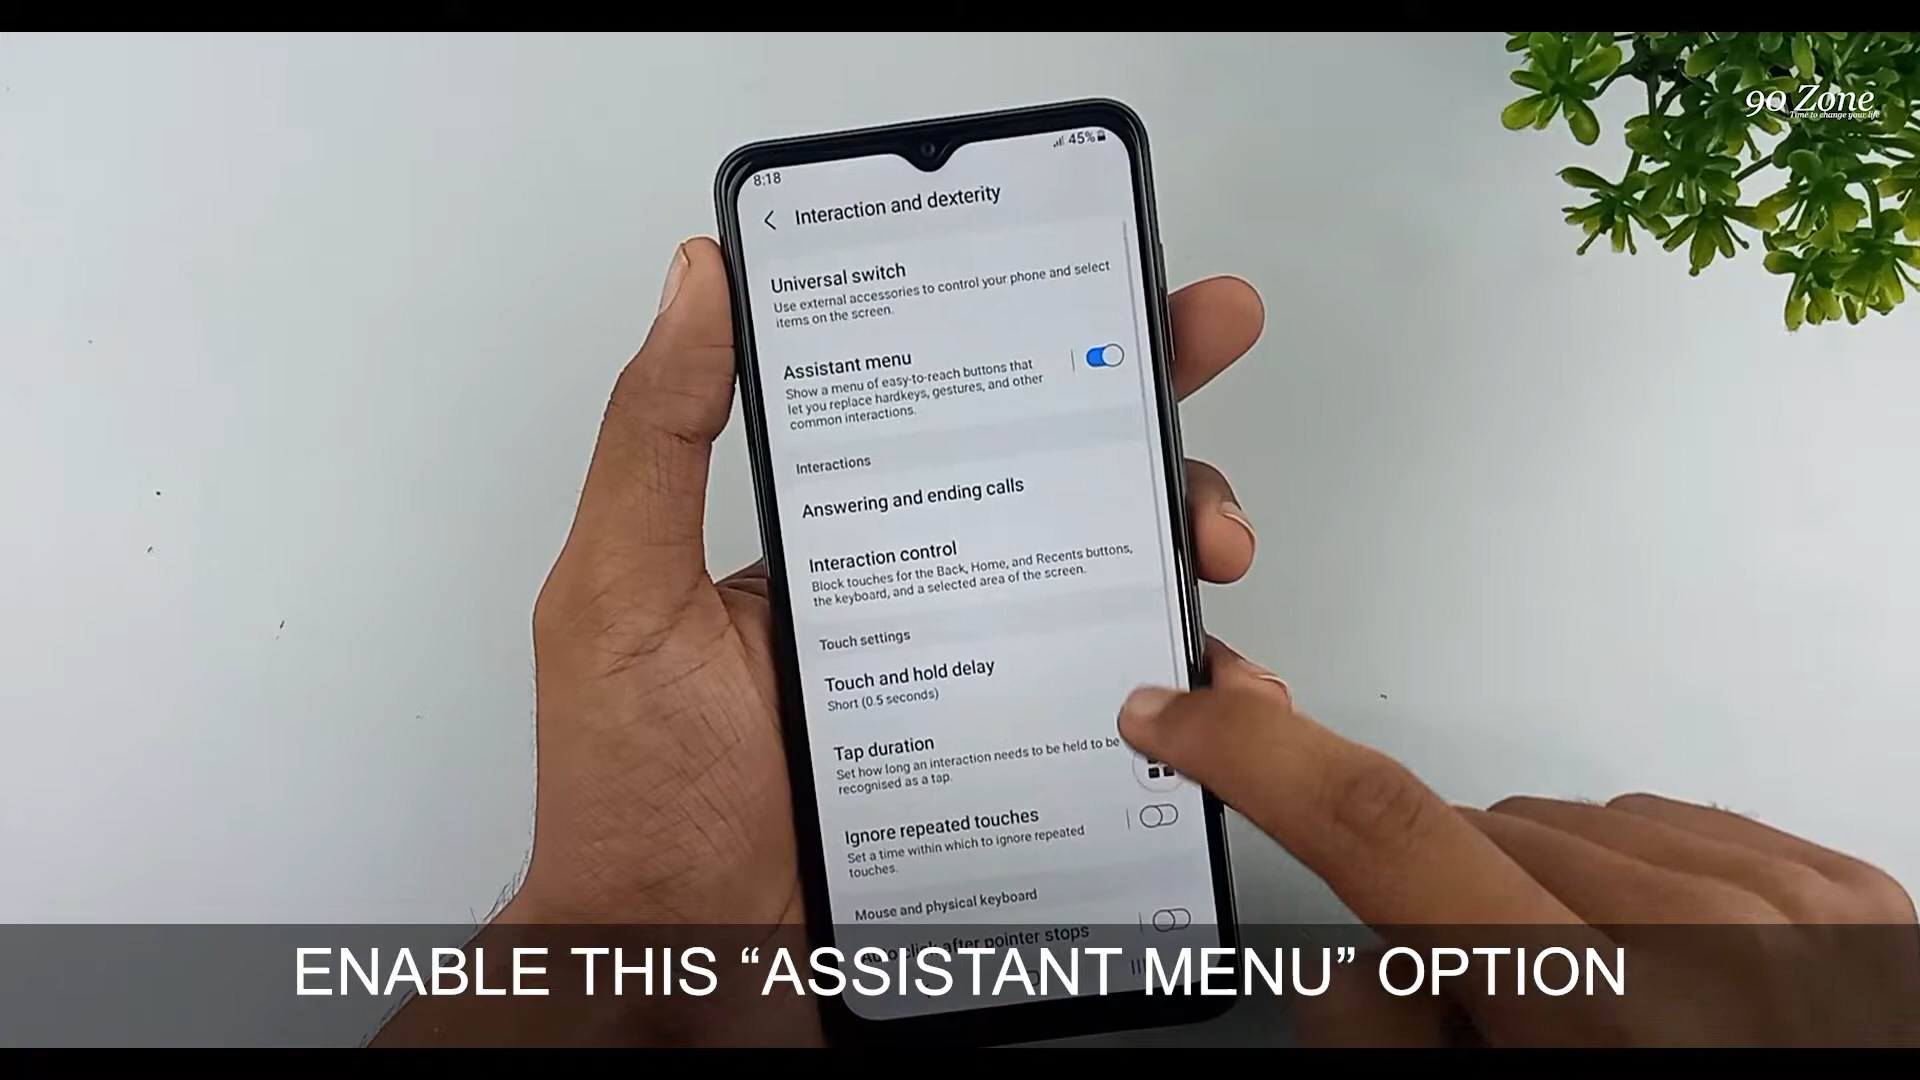 90 Zone
Time to change your life
8:18
45%
Interaction and dexterity
Universal switch
Use external accessories to control your phone and select
items on the screen.
Assistant menu
Show a menu of easy-to-reach buttons that
let you replace hardkeys, gestures, and other
common interactions.
Interactions
Answering and ending calls
Interaction control
Block touches for the Back, Home, and Recents buttons,
the keyboard, and a selected area of the screen.
Touch settings
Touch and hold delay
Short (0.5 seconds)
Tap duration
Set how long an interaction needs to be held to be
recognised as a tap.
Ignore repeated touches
Set a time within which to ignore repeated
touches.
Mouse and physical keyboard
Auto click after pointer stops
ENABLE THIS “ASSISTANT MENU” OPTION